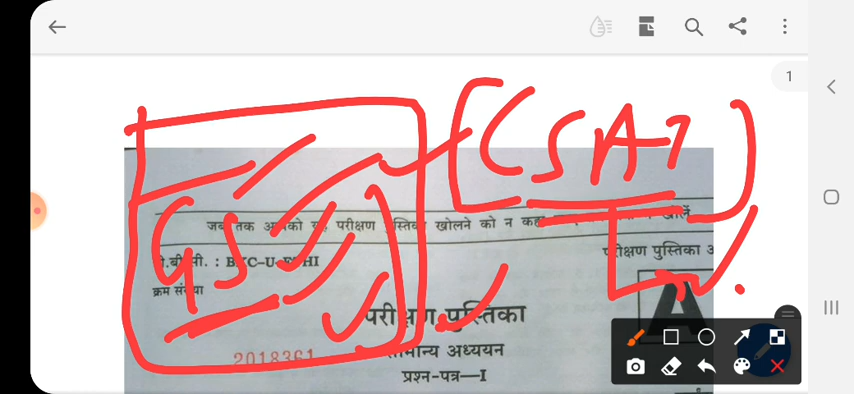 1
CSAT
GS
जब तक आपको यह परीक्षण पुस्तिका खोलने को न कहा
परीक्षण पुस्तिका
क्रम संख्या
A
परीक्षण पुस्तिका
2018361
सामान्य अध्ययन
प्रश्न-पत्र—I